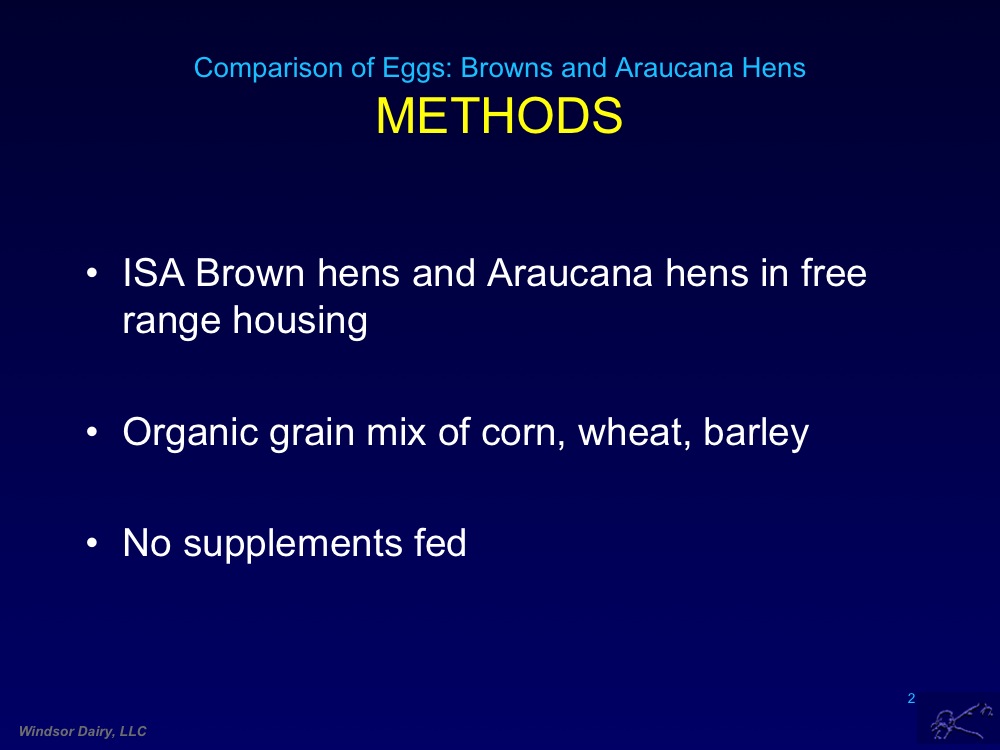 Comparison of Eggs: Browns and Araucana Hens
METHODS
• ISA Brown hens and Araucana hens in free
range housing
• Organic grain mix of corn, wheat, barley
• No supplements fed
2
Windsor Dairy, LLC